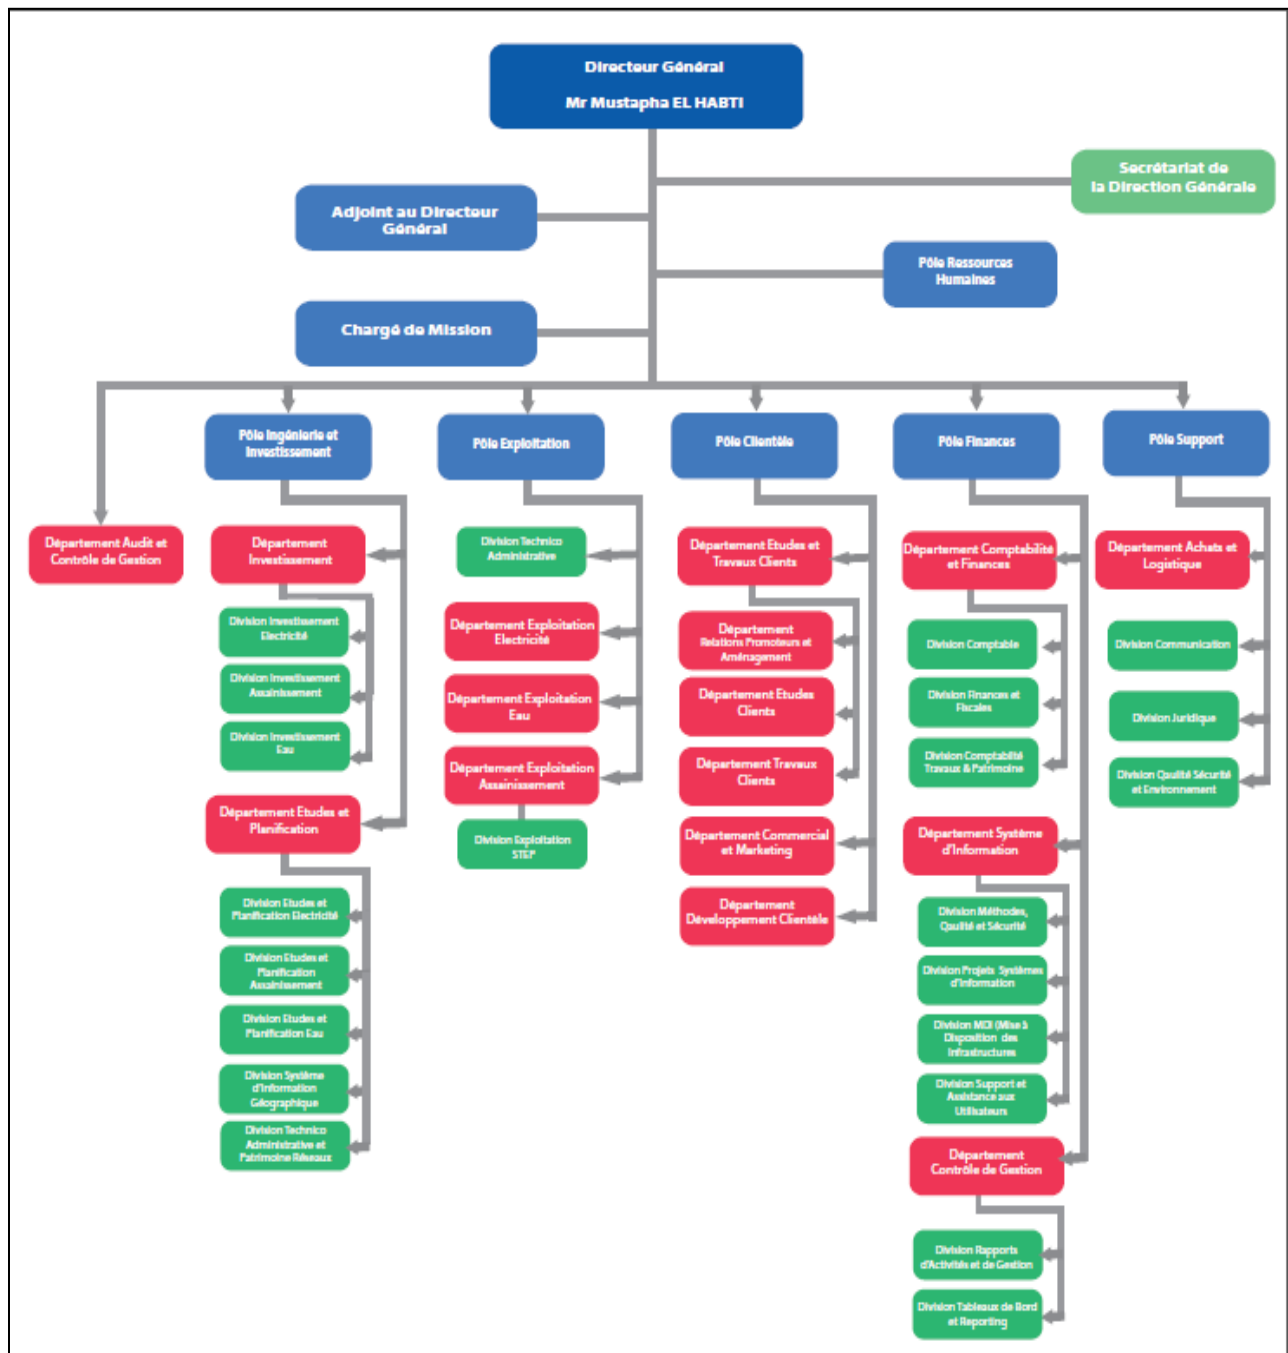 Directeur Général
Mr Mustapha EL HABTI
Secrétariat de
la Direction Générale
Adjoint au Directeur
Général
Pôle Ressources
Humaines
Chargé de Mission
Pôle Ingénierie et
Investissement
Pôle Exploitation
Pôle Clientèle
Pôle Finances
Pôle Support
Département Audit et
Contrôle de Gestion
Département
Investissement
Division Investissement
Electricité
Division Investissement
Assainissement
Division Investissement
Eau
Département Etudes et
Planification
Division Etudes et
Planification Electricité
Division Etudes et
Planification
Assainissement
Division Etudes et
Planification Eau
Division Système
d'Information
Géographique
Division Technico
Administrative et
Patrimoine Réseaux
Division Technico
Administrative
Département Exploitation
Electricité
Département Exploitation
Eau
Département Exploitation
Assainissement
Division Exploitation
STEP
Département Etudes et
Travaux Clients
Département
Relations Promoteurs et
Aménagement
Département Etudes
Clients
Département Travaux
Clients
Département Commercial
et Marketing
Département
Développement Clientèle
Département Comptabilité
et Finances
Division Comptable
Division Finances et
Fiscales
Division Comptabilité
Travaux & Patrimoine
Département Système
d'Information
Division Méthodes,
Qaulité et Sécurité
Division Projets Systèmes
d'Information
Division MDI (Mise à
Disposition des
Infrastructures
Division Support et
Assistance aux
Utilisateurs
Département
Contrôle de Gestion
Division Rapports
d'Activités et de Gestion
Division Tableaux de Bord
et Reporting
Département Achats et
Logistique
Division Communication
Division Juridique
Division Qaulité Sécurité
et Environnement